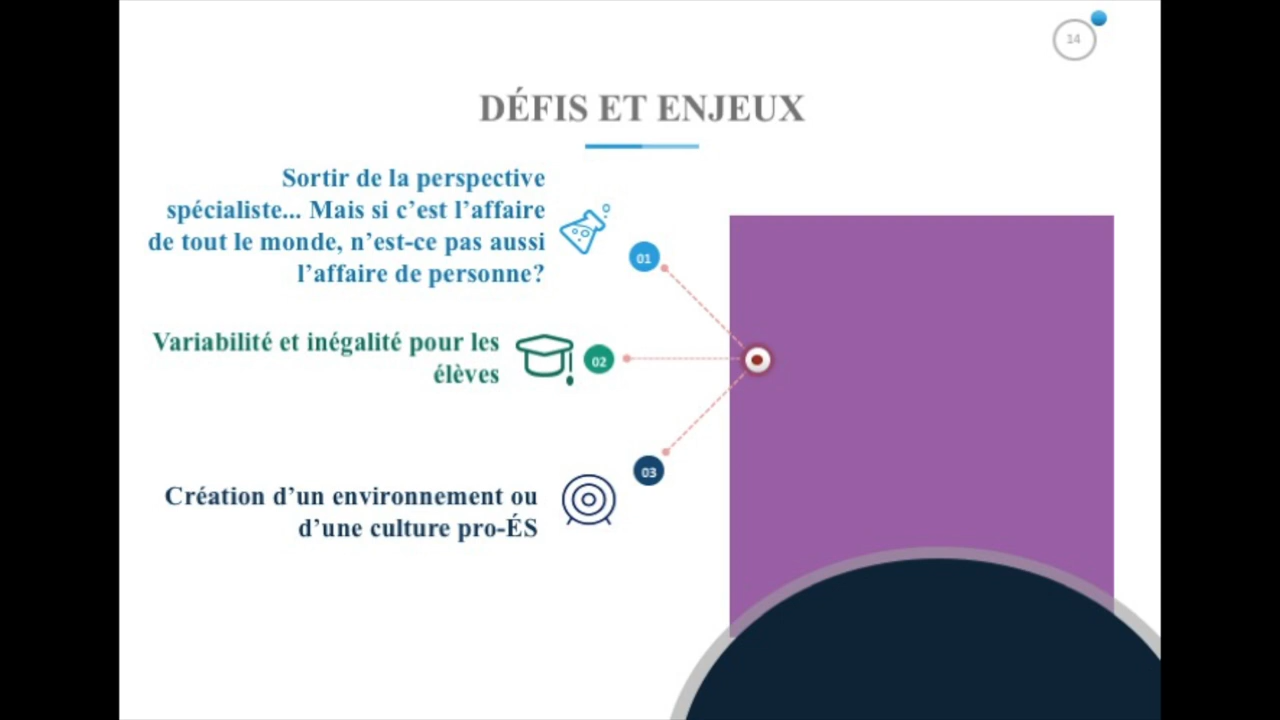 14
DÉFIS ET ENJEUX
Sortir de la perspective
spécialiste... Mais si c’est l’affaire
de tout le monde, n’est-ce pas aussi
l’affaire de personne?
01
Variabilité et inégalité pour les
élèves
02
03
Création d’un environnement ou
d’une culture pro-ÉS